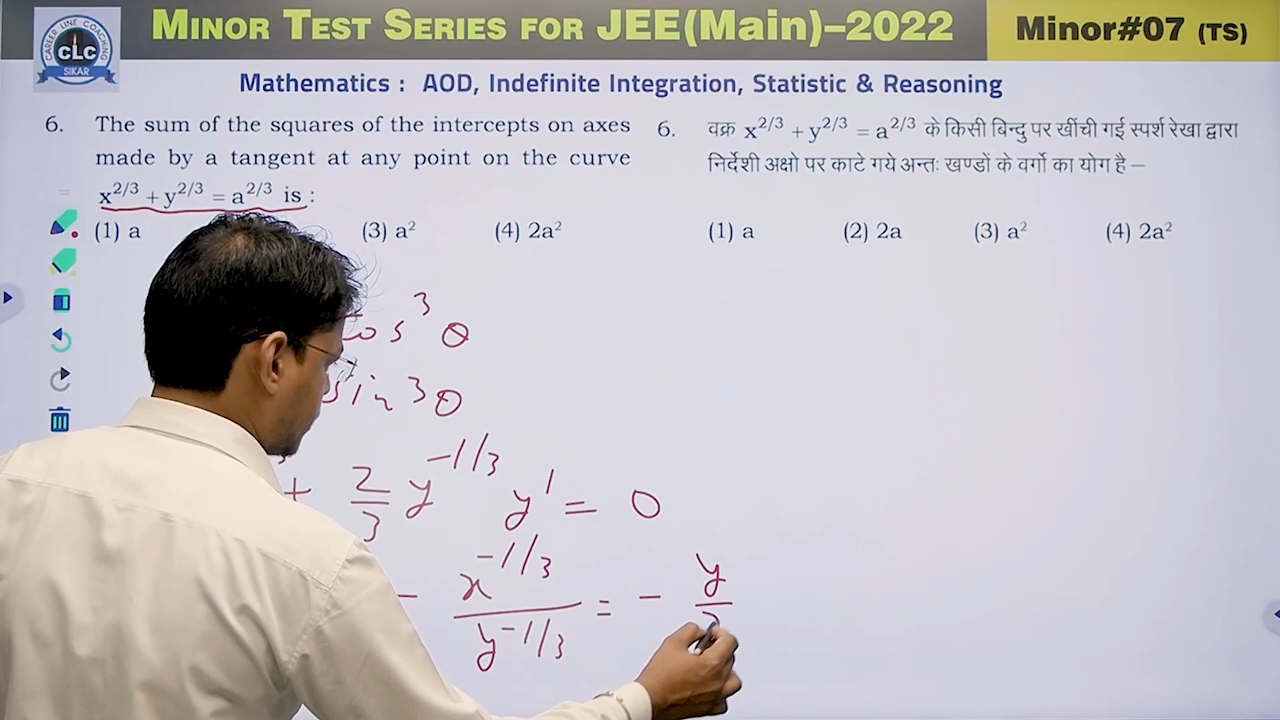 MINOR TEST SERIES FOR JEE(MAIN)–2022
Minor#07 (TS)
CAREER LINE COACHING
CLC
SIKAR
Mathematics : AOD, Indefinite Integration, Statistic & Reasoning
6. The sum of the squares of the intercepts on axes
made by a tangent at any point on the curve
x^{2/3} + y^{2/3} = a^{2/3} is :
(1) a
(3) a²
(4) 2a²
6. वक्र x^{2/3} + y^{2/3} = a^{2/3} के किसी बिन्दु पर खींची गई स्पर्श रेखा द्वारा
निर्देशी अक्षो पर काटे गये अन्तः खण्डों के वर्गो का योग है –
(1) a
(2) 2a
(3) a²
(4) 2a²
cos³ θ
sin³θ
+ 2/3 y^{-1/3} y' = 0
- x^{-1/3} / y^{-1/3} = - y